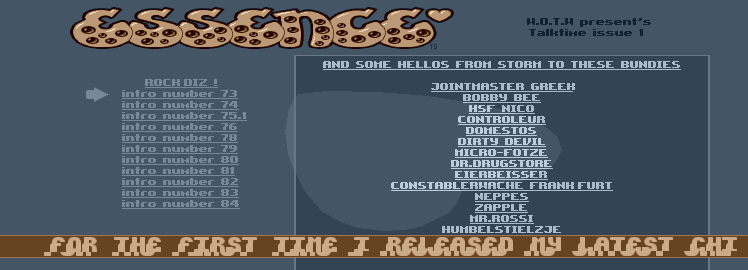 ESSENCE
W.O.T.W present's
Talktime issue 1
ROCK DIZ !
intro number 73
intro number 74
intro number 75.1
intro number 76
intro number 78
intro number 79
intro number 80
intro number 81
intro number 82
intro number 83
intro number 84
AND SOME HELLOS FROM STORM TO THESE BUNDIES
JOINTMASTER GREEK
BOBBY BEE
HSF NICO
CONTROLEUR
DOMESTOS
DIRTY DEVIL
MICRO-FOTZE
DR.DRUGSTORE
EIERBEISSER
CONSTABLERWACHE FRANKFURT
NEPPES
ZAPPLE
MR.ROSSI
HUMBELSTIELZJE
FOR THE FIRST TIME I RELEASED MY LATEST CHI